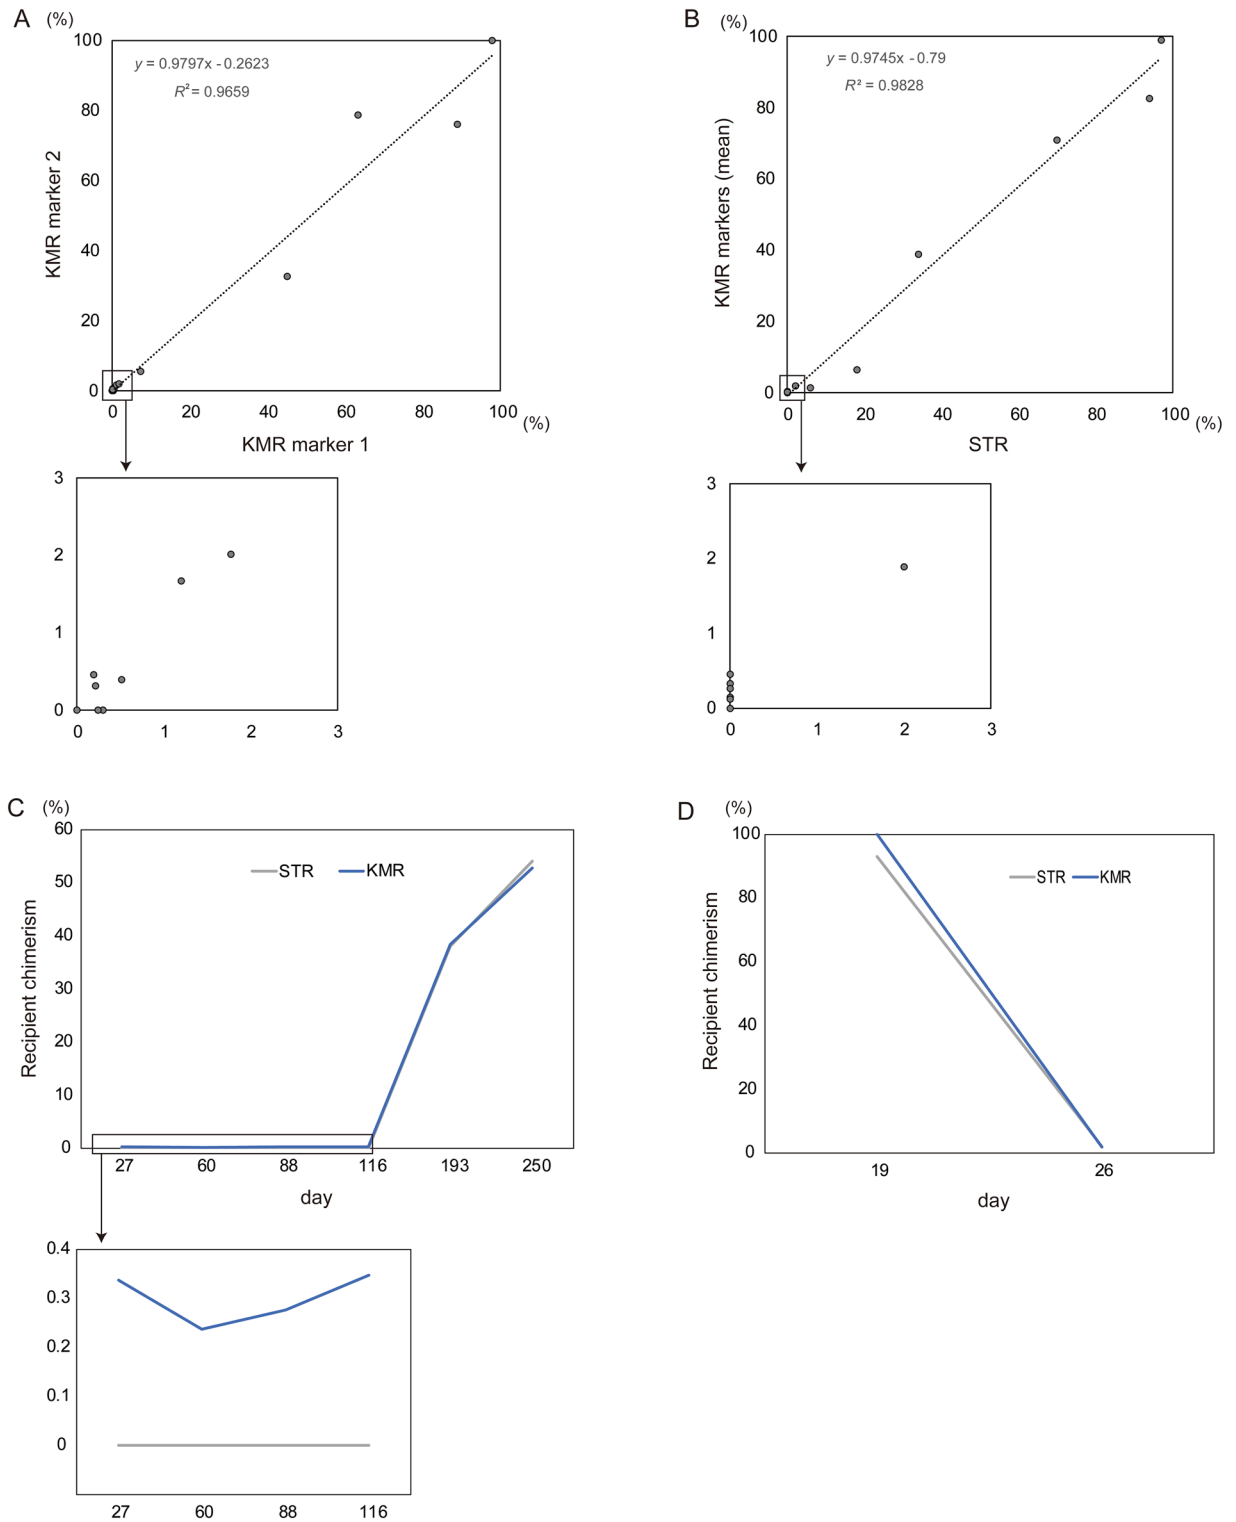 A (%)
100
80
60
40
20
0
KMR marker 2
y = 0.9797x - 0.2623
R² = 0.9659
0 20 40 60 80 100
(%)
KMR marker 1
3
2
1
0
0 1 2 3
B (%)
100
80
60
40
20
0
KMR markers (mean)
y = 0.9745x - 0.79
R² = 0.9828
0 20 40 60 80 100
(%)
STR
3
2
1
0
0 1 2 3
C (%)
60
50
40
30
20
10
0
Recipient chimerism
STR KMR
27 60 88 116 193 250
day
0.4
0.3
0.2
0.1
0
27 60 88 116
D (%)
100
80
60
40
20
0
Recipient chimerism
STR KMR
19 26
day